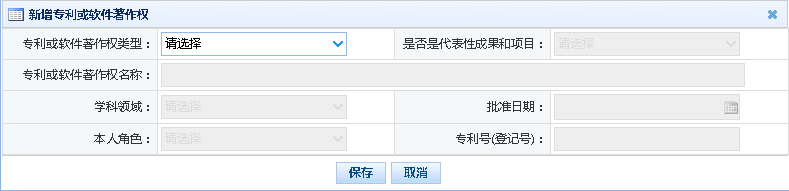 新增专利或软件著作权
专利或软件著作权类型： 请选择 是否是代表性成果和项目： 请选择
专利或软件著作权名称：
学科领域： 请选择 批准日期：
本人角色： 请选择 专利号(登记号)：
保存 取消